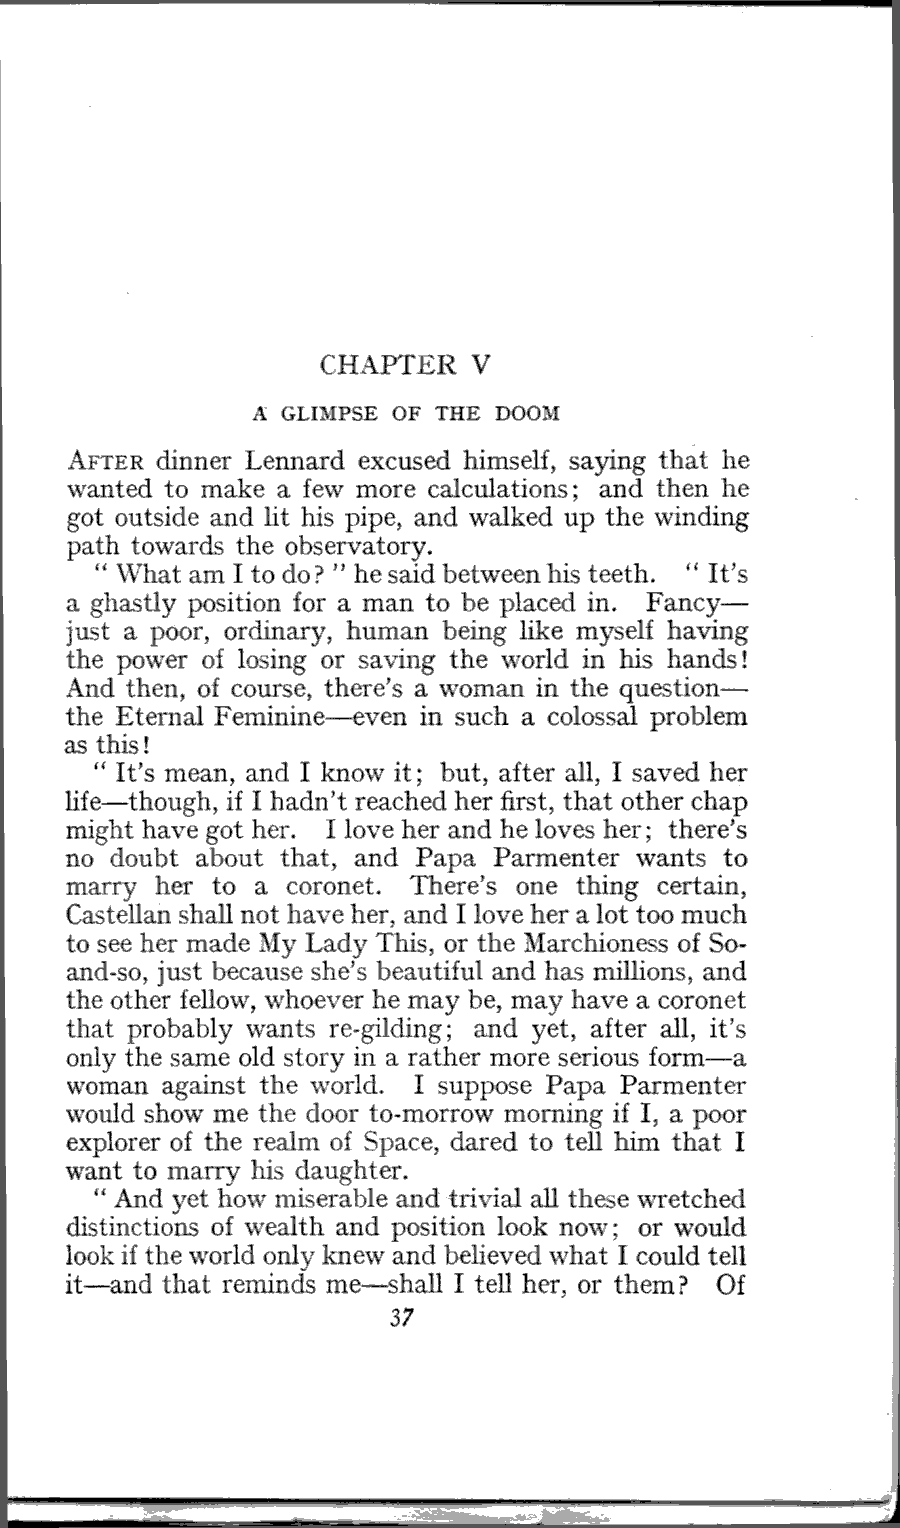 CHAPTER V
A GLIMPSE OF THE DOOM
AFTER dinner Lennard excused himself, saying that he
wanted to make a few more calculations; and then he
got outside and lit his pipe, and walked up the winding
path towards the observatory.
" What am I to do? " he said between his teeth. " It's
a ghastly position for a man to be placed in. Fancy—
just a poor, ordinary, human being like myself having
the power of losing or saving the world in his hands!
And then, of course, there's a woman in the question—
the Eternal Feminine—even in such a colossal problem
as this!
" It's mean, and I know it; but, after all, I saved her
life—though, if I hadn't reached her first, that other chap
might have got her. I love her and he loves her; there's
no doubt about that, and Papa Parmenter wants to
marry her to a coronet. There's one thing certain,
Castellan shall not have her, and I love her a lot too much
to see her made My Lady This, or the Marchioness of So-
and-so, just because she's beautiful and has millions, and
the other fellow, whoever he may be, may have a coronet
that probably wants re-gilding; and yet, after all, it's
only the same old story in a rather more serious form—a
woman against the world. I suppose Papa Parmenter
would show me the door to-morrow morning if I, a poor
explorer of the realm of Space, dared to tell him that I
want to marry his daughter.
" And yet how miserable and trivial all these wretched
distinctions of wealth and position look now; or would
look if the world only knew and believed what I could tell
it—and that reminds me—shall I tell her, or them? Of
37